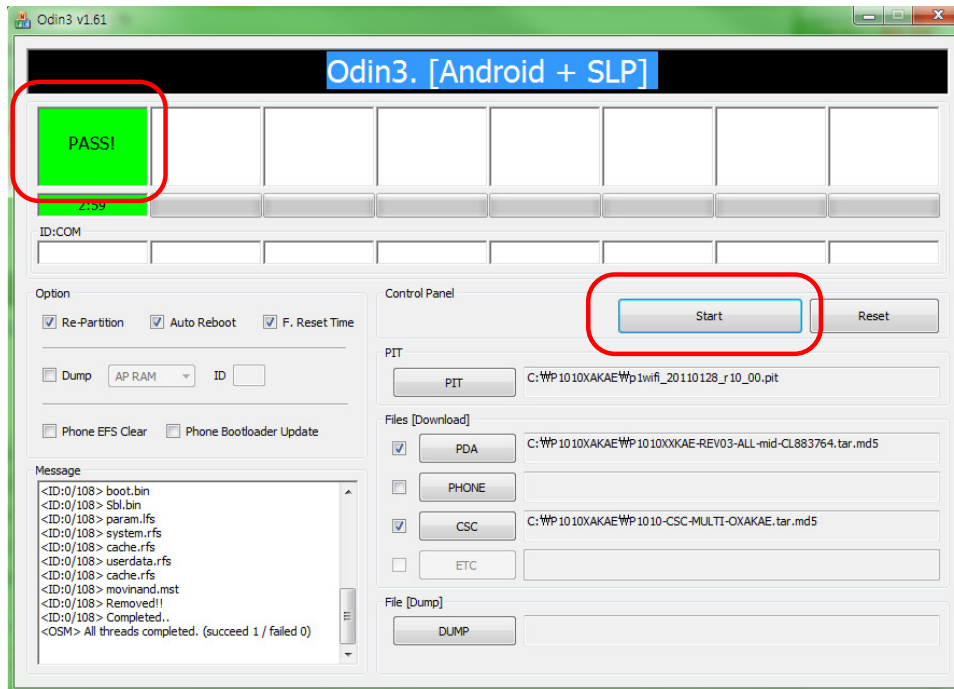 Odin3 v1.61
Odin3. [Android + SLP]
PASS!
2:59
ID:COM
Option
Re-Partition Auto Reboot F. Reset Time
Dump AP RAM ID
Phone EFS Clear Phone Bootloader Update
Message
<ID:0/108> boot.bin
<ID:0/108> Sbl.bin
<ID:0/108> param.lfs
<ID:0/108> system.rfs
<ID:0/108> cache.rfs
<ID:0/108> userdata.rfs
<ID:0/108> cache.rfs
<ID:0/108> movinand.mst
<ID:0/108> Removed!!
<ID:0/108> Completed..
<OSM> All threads completed. (succeed 1 / failed 0)
Control Panel
Start Reset
PIT
PIT C:₩P1010XAKAE₩p1wifi_20110128_r10_00.pit
Files [Download]
PDA C:₩P1010XAKAE₩P1010XXKAE-REV03-ALL-mid-CL883764.tar.md5
PHONE
CSC C:₩P1010XAKAE₩P1010-CSC-MULTI-OXAKAE.tar.md5
ETC
File [Dump]
DUMP